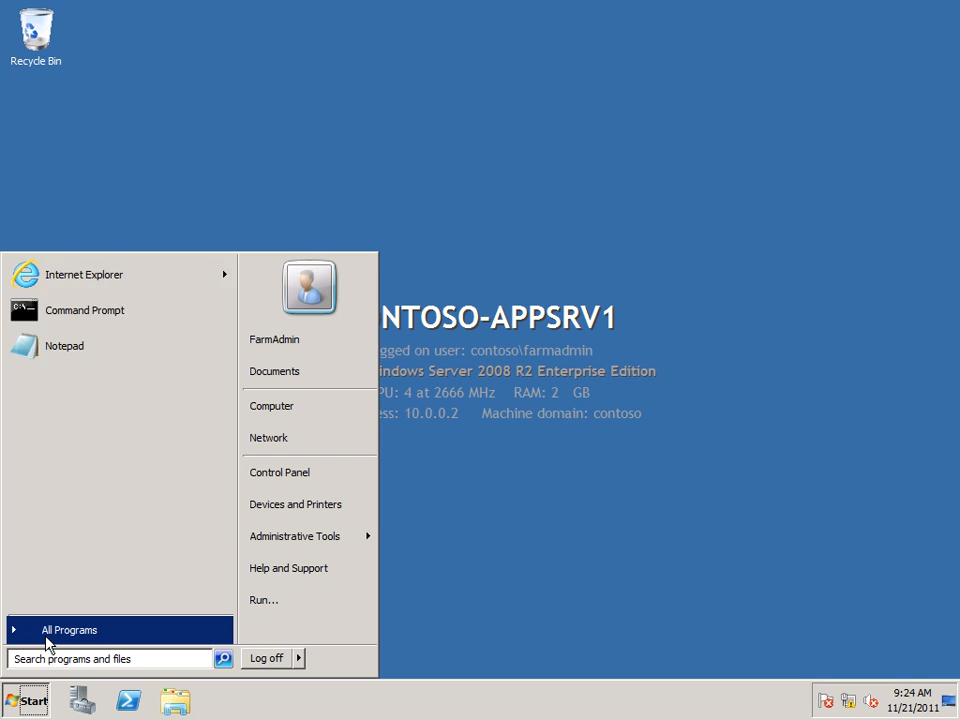 Recycle Bin
Internet Explorer
Command Prompt
Notepad
All Programs
Search programs and files
FarmAdmin
Documents
Computer
Network
Control Panel
Devices and Printers
Administrative Tools
Help and Support
Run...
Log off
NTOSO-APPSRV1
gged on user: contoso\farmadmin
indows Server 2008 R2 Enterprise Edition
PU: 4 at 2666 MHz RAM: 2 GB
ess: 10.0.0.2 Machine domain: contoso
Start
9:24 AM
11/21/2011